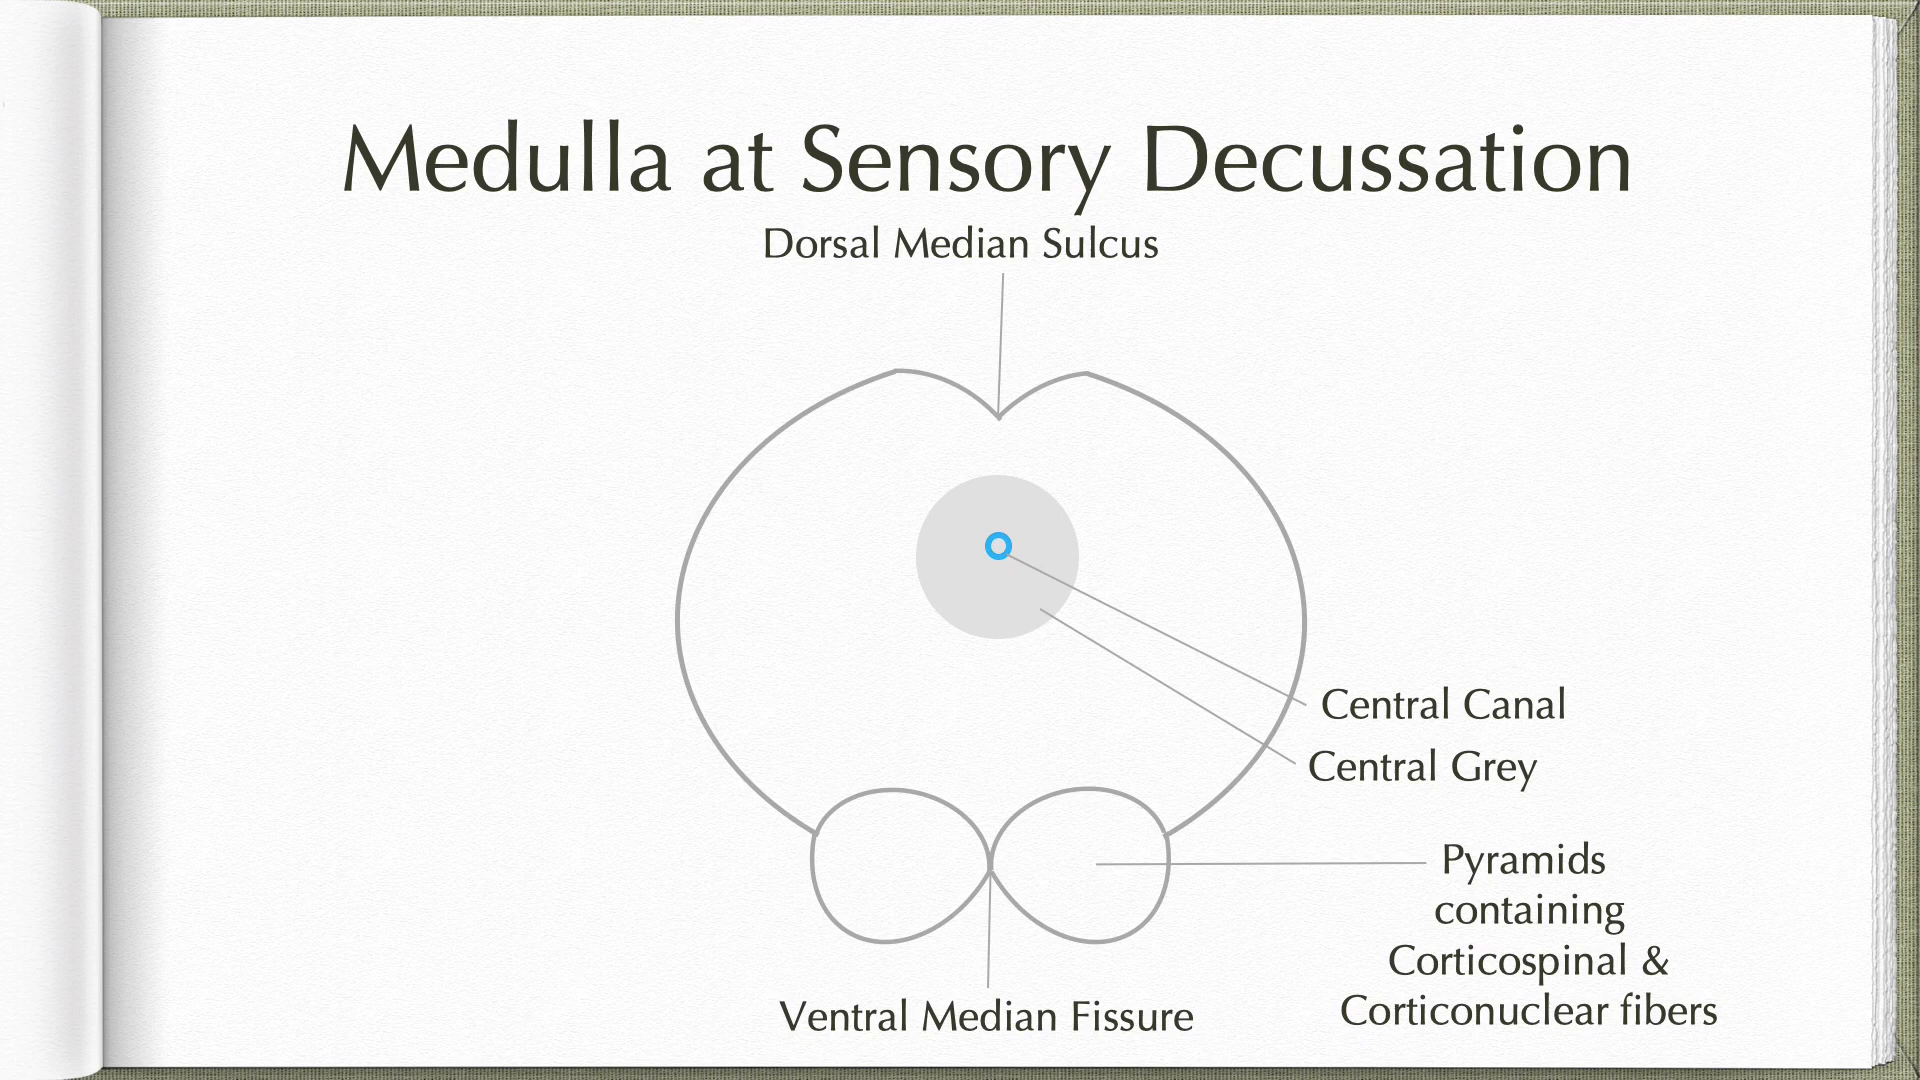 Medulla at Sensory Decussation
Dorsal Median Sulcus
Central Canal
Central Grey
Pyramids
containing
Corticospinal &
Corticonuclear fibers
Ventral Median Fissure